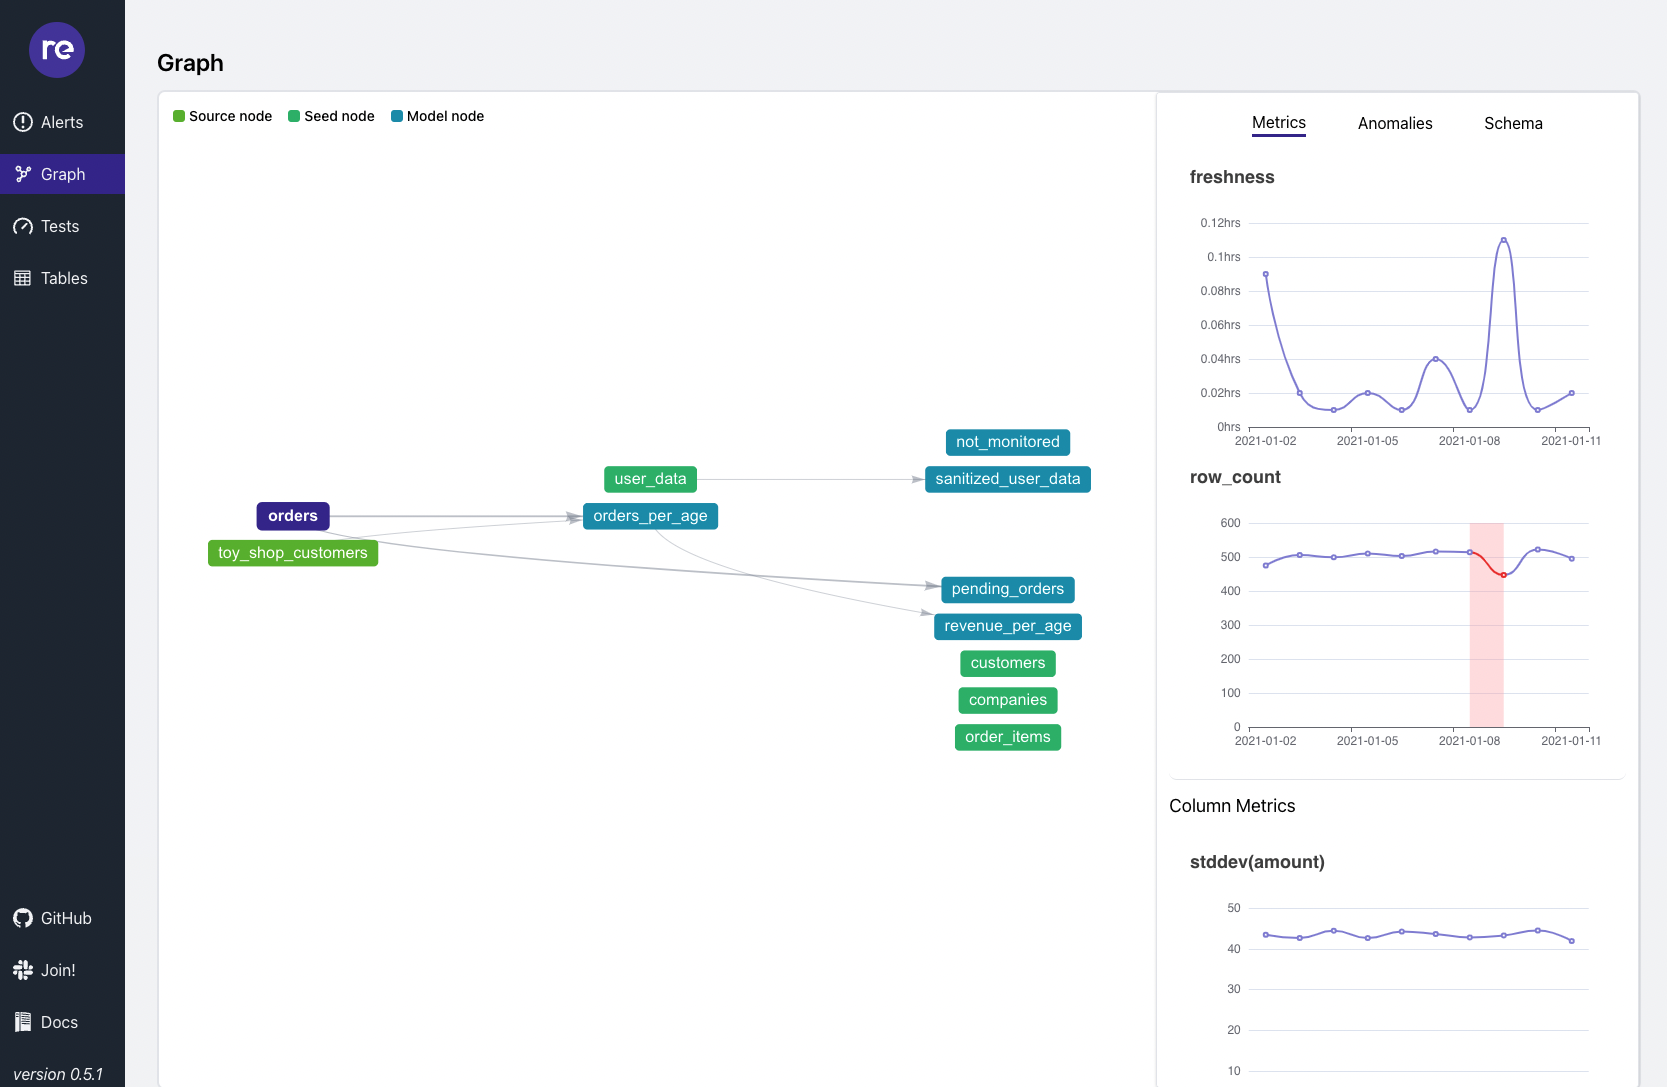 re
Alerts
Graph
Tests
Tables
GitHub
Join!
Docs
version 0.5.1
Graph
Source node
Seed node
Model node
orders
toy_shop_customers
user_data
orders_per_age
not_monitored
sanitized_user_data
pending_orders
revenue_per_age
customers
companies
order_items
Metrics Anomalies Schema
freshness
0.12hrs
0.1hrs
0.08hrs
0.06hrs
0.04hrs
0.02hrs
0hrs
2021-01-02 2021-01-05 2021-01-08 2021-01-11
row_count
600
500
400
300
200
100
0
2021-01-02 2021-01-05 2021-01-08 2021-01-11
Column Metrics
stddev(amount)
50
40
30
20
10